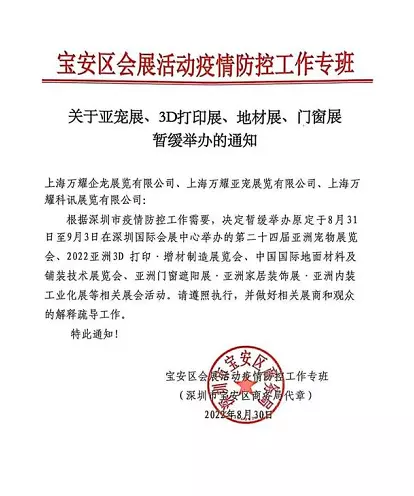 宝安区会展活动疫情防控工作专班
关于亚宠展、3D打印展、地材展、门窗展
暂缓举办的通知
上海万耀企龙展览有限公司、上海万耀亚宠展览有限公司、上海万
耀科讯展览有限公司：
根据深圳市疫情防控工作需要，决定暂缓举办原定于8月31
日至9月3日在深圳国际会展中心举办的第二十四届亚洲宠物展览
会、2022亚洲3D 打印·增材制造展览会、中国国际地面材料及
铺装技术展览会、亚洲门窗遮阳展·亚洲家居装饰展·亚洲内装
工业化展等相关展会活动。请遵照执行，并做好相关展商和观众
的解释疏导工作。
特此通知！
宝安区会展活动疫情防控工作专班
（深圳市宝安区商务局代章）
2022年8月30日
深圳市宝安区商务局